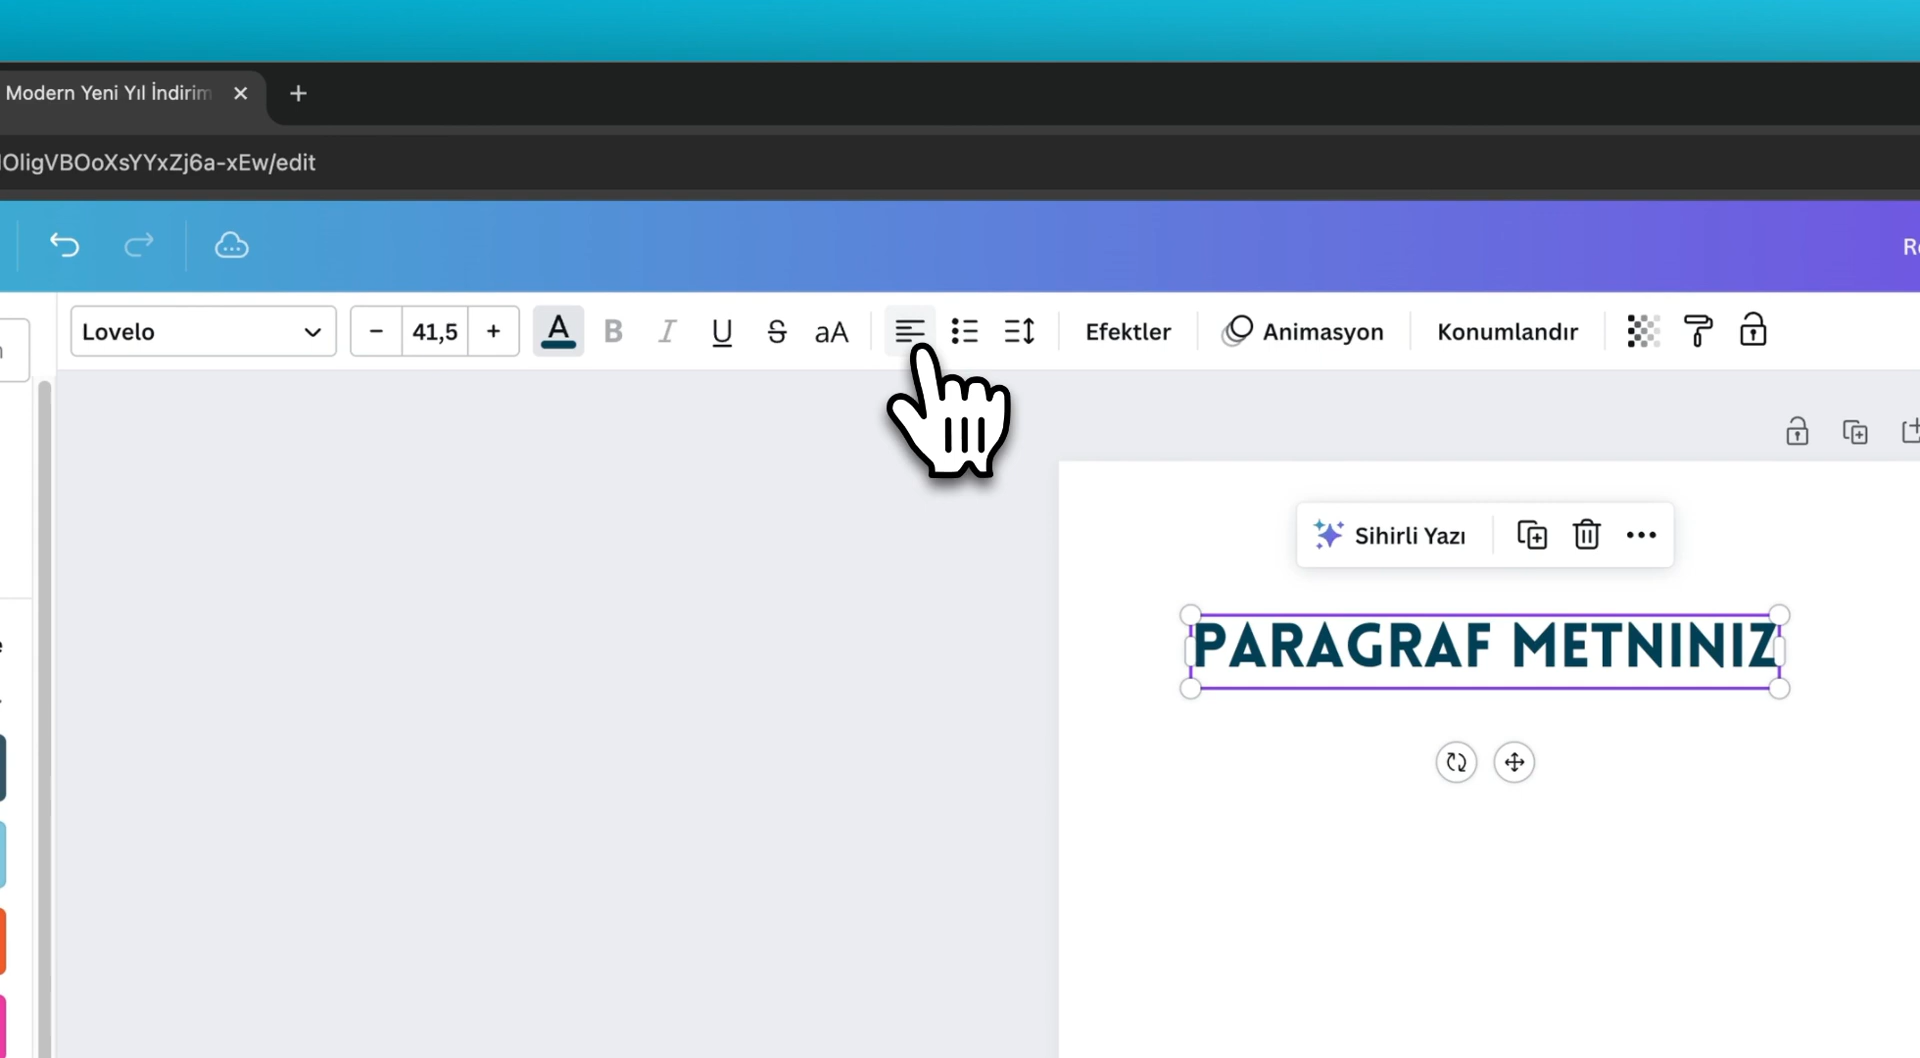 Modern Yeni Yıl İndirim
OligVBOoXsYYxZj6a-xEw/edit
Lovelo
41,5
A B I U S aA
Efektler
Animasyon
Konumlandır
Sihirli Yazı
PARAGRAF METNINIZ